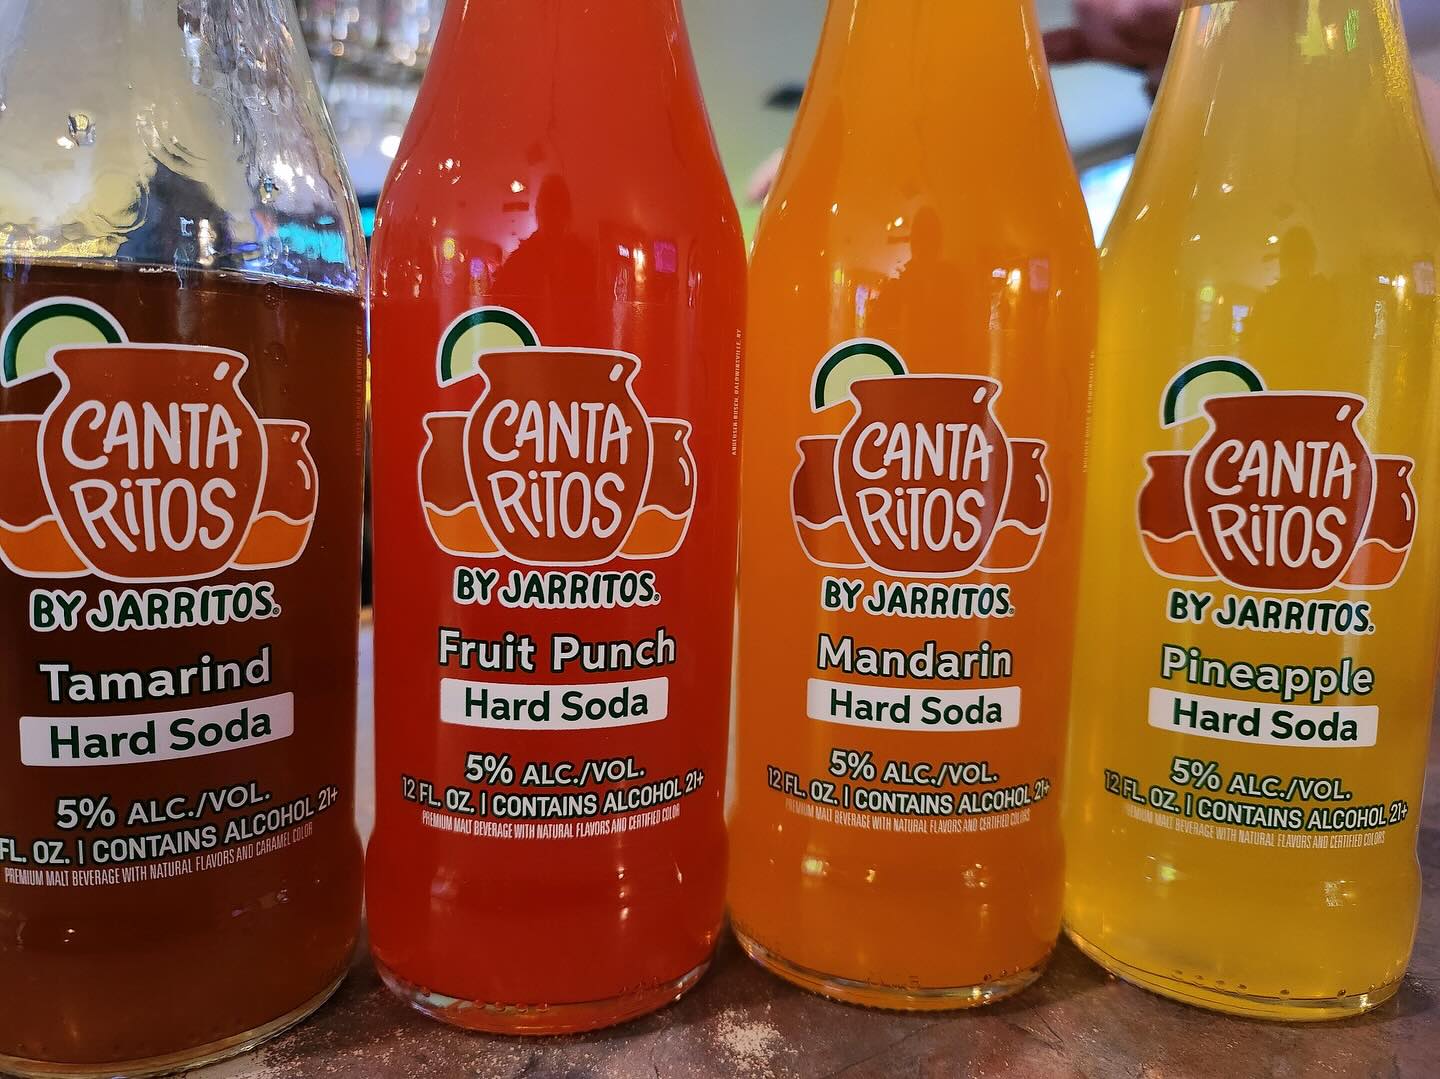 CANTA
RITOS
BY JARRITOS®
Tamarind
Hard Soda
5% ALC./VOL.
FL. OZ. | CONTAINS ALCOHOL 21+
PREMIUM MALT BEVERAGE WITH NATURAL FLAVORS AND CARAMEL COLOR
CANTA
RITOS
BY JARRITOS®
Fruit Punch
Hard Soda
5% ALC./VOL.
12 FL. OZ. | CONTAINS ALCOHOL 21+
PREMIUM MALT BEVERAGE WITH NATURAL FLAVORS AND CERTIFIED COLOR
ANHEUSER-BUSCH, BALDWINSVILLE, NY
CANTA
RITOS
BY JARRITOS®
Mandarin
Hard Soda
5% ALC./VOL.
12 FL. OZ. | CONTAINS ALCOHOL 21+
PREMIUM MALT BEVERAGE WITH NATURAL FLAVORS AND CERTIFIED COLORS
CANTA
RITOS
BY JARRITOS®
Pineapple
Hard Soda
5% ALC./VOL.
12 FL. OZ. | CONTAINS ALCOHOL 21+
PREMIUM MALT BEVERAGE WITH NATURAL FLAVORS AND CERTIFIED COLORS